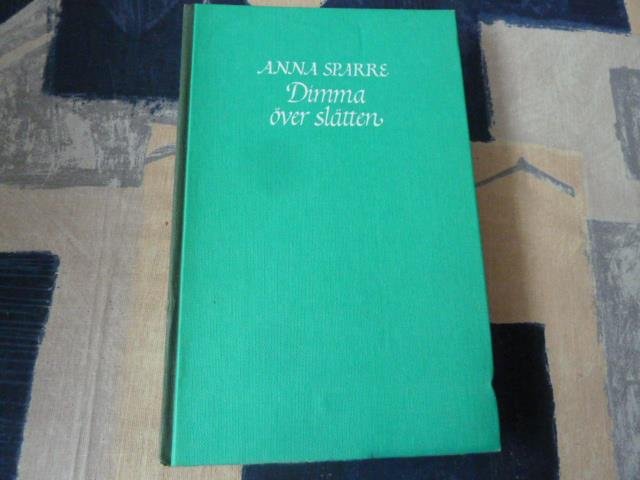 ANNA SPARRE
Dimma
över slätten